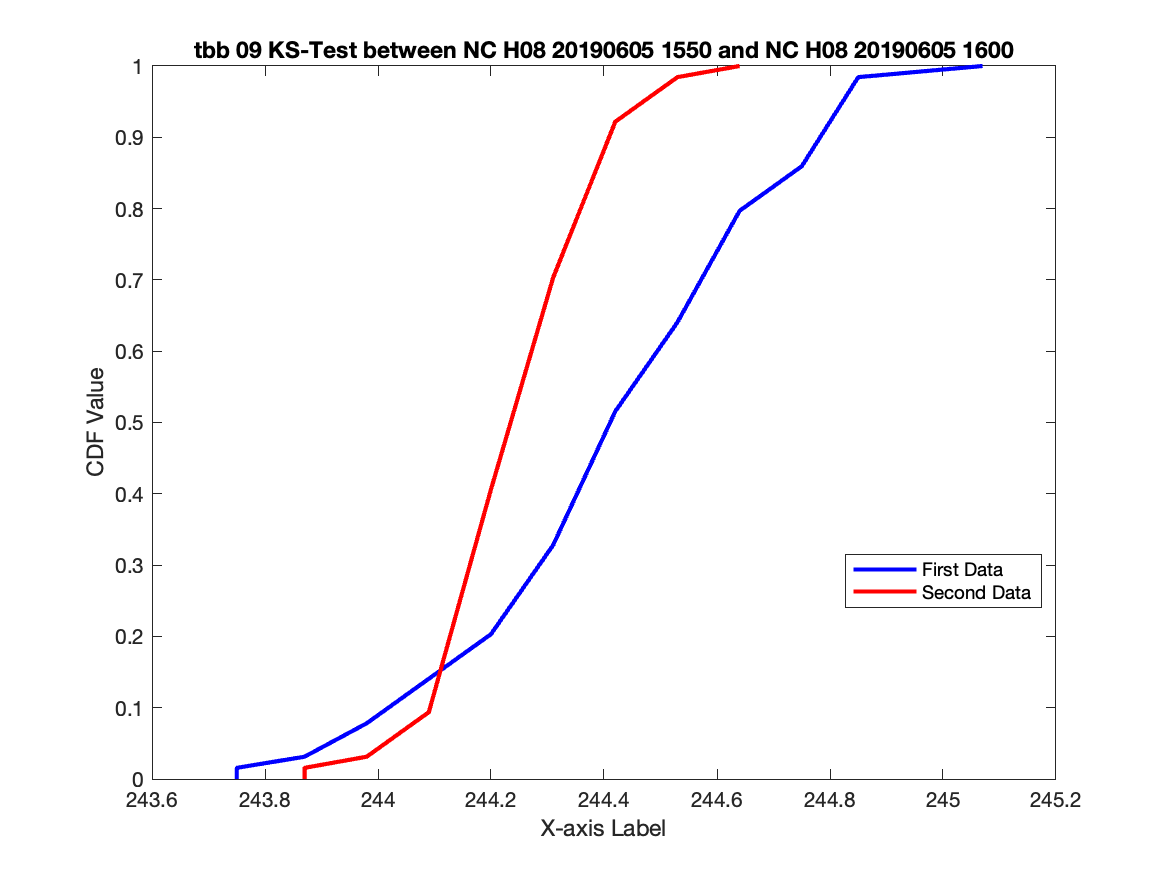 tbb 09 KS-Test between NC H08 20190605 1550 and NC H08 20190605 1600
1
0.9
0.8
0.7
0.6
0.5
0.4
0.3
0.2
0.1
0
CDF Value
First Data
Second Data
243.6 243.8 244 244.2 244.4 244.6 244.8 245 245.2
X-axis Label